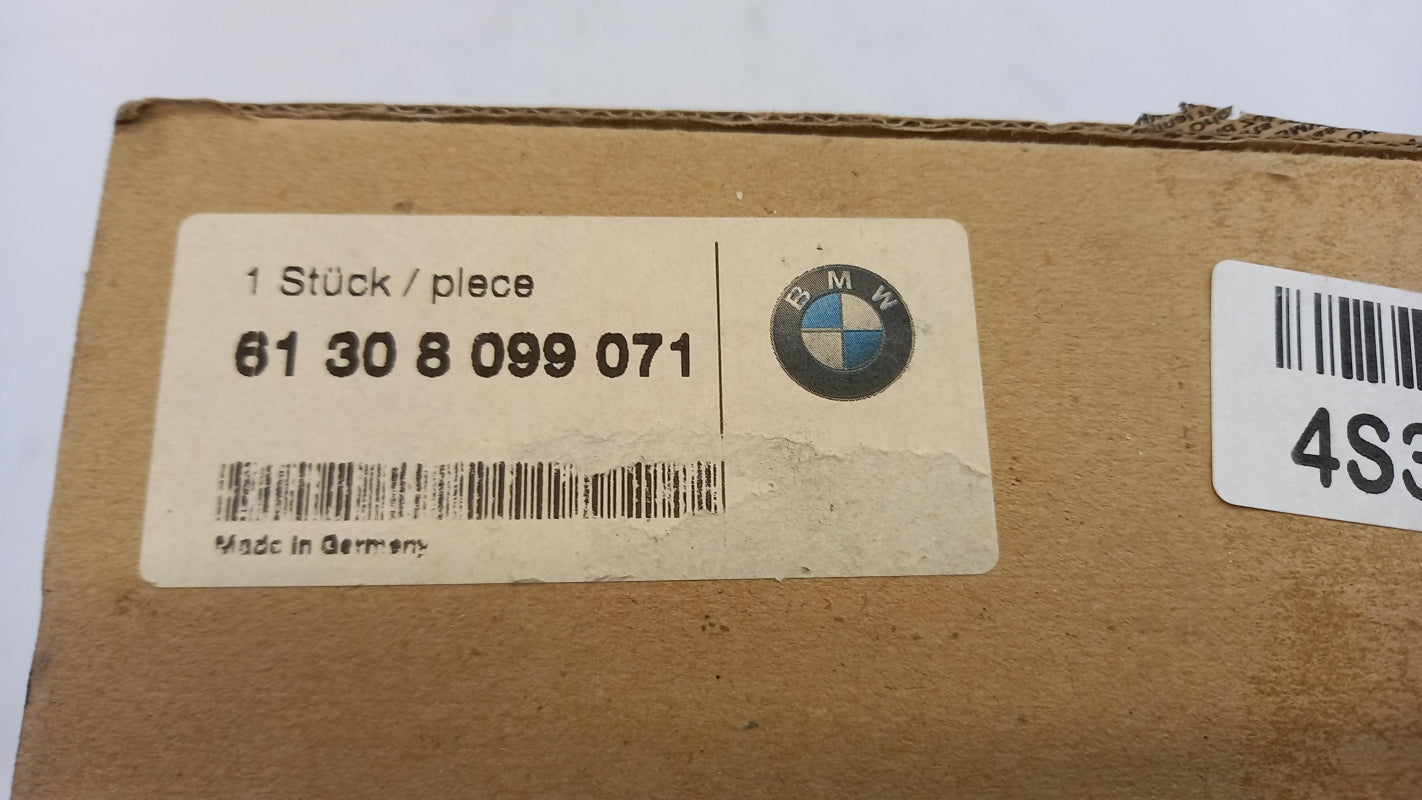 1 Stück / piece
61 30 8 099 071
Made in Germany
BMW
4S3